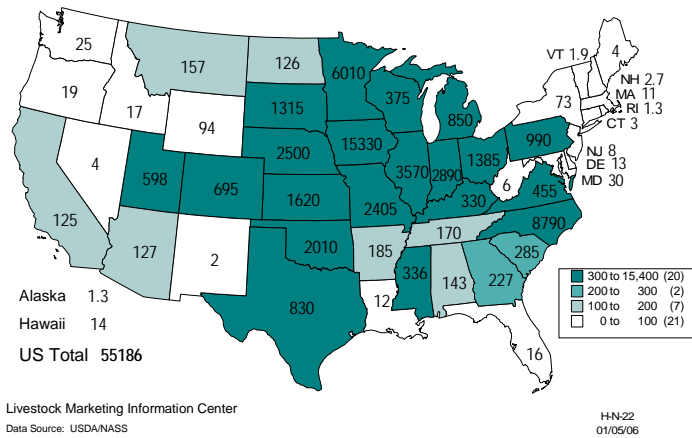 25
157
126
6010
VT 1.9
4
19
17
1315
375
850
73
NH 2.7
MA 11
RI 1.3
CT 3
94
2500
15330
990
NJ 8
DE 13
MD 30
4
598
695
1620
3570
2890
1385
6
455
125
127
2
2010
2405
330
8790
185
170
285
830
336
143
227
12
16
Alaska 1.3
Hawaii 14
US Total 55186
300 to 15,400 (20)
200 to 300 (2)
100 to 200 (7)
0 to 100 (21)
Livestock Marketing Information Center
Data Source: USDA/NASS
H-N-22
01/05/06